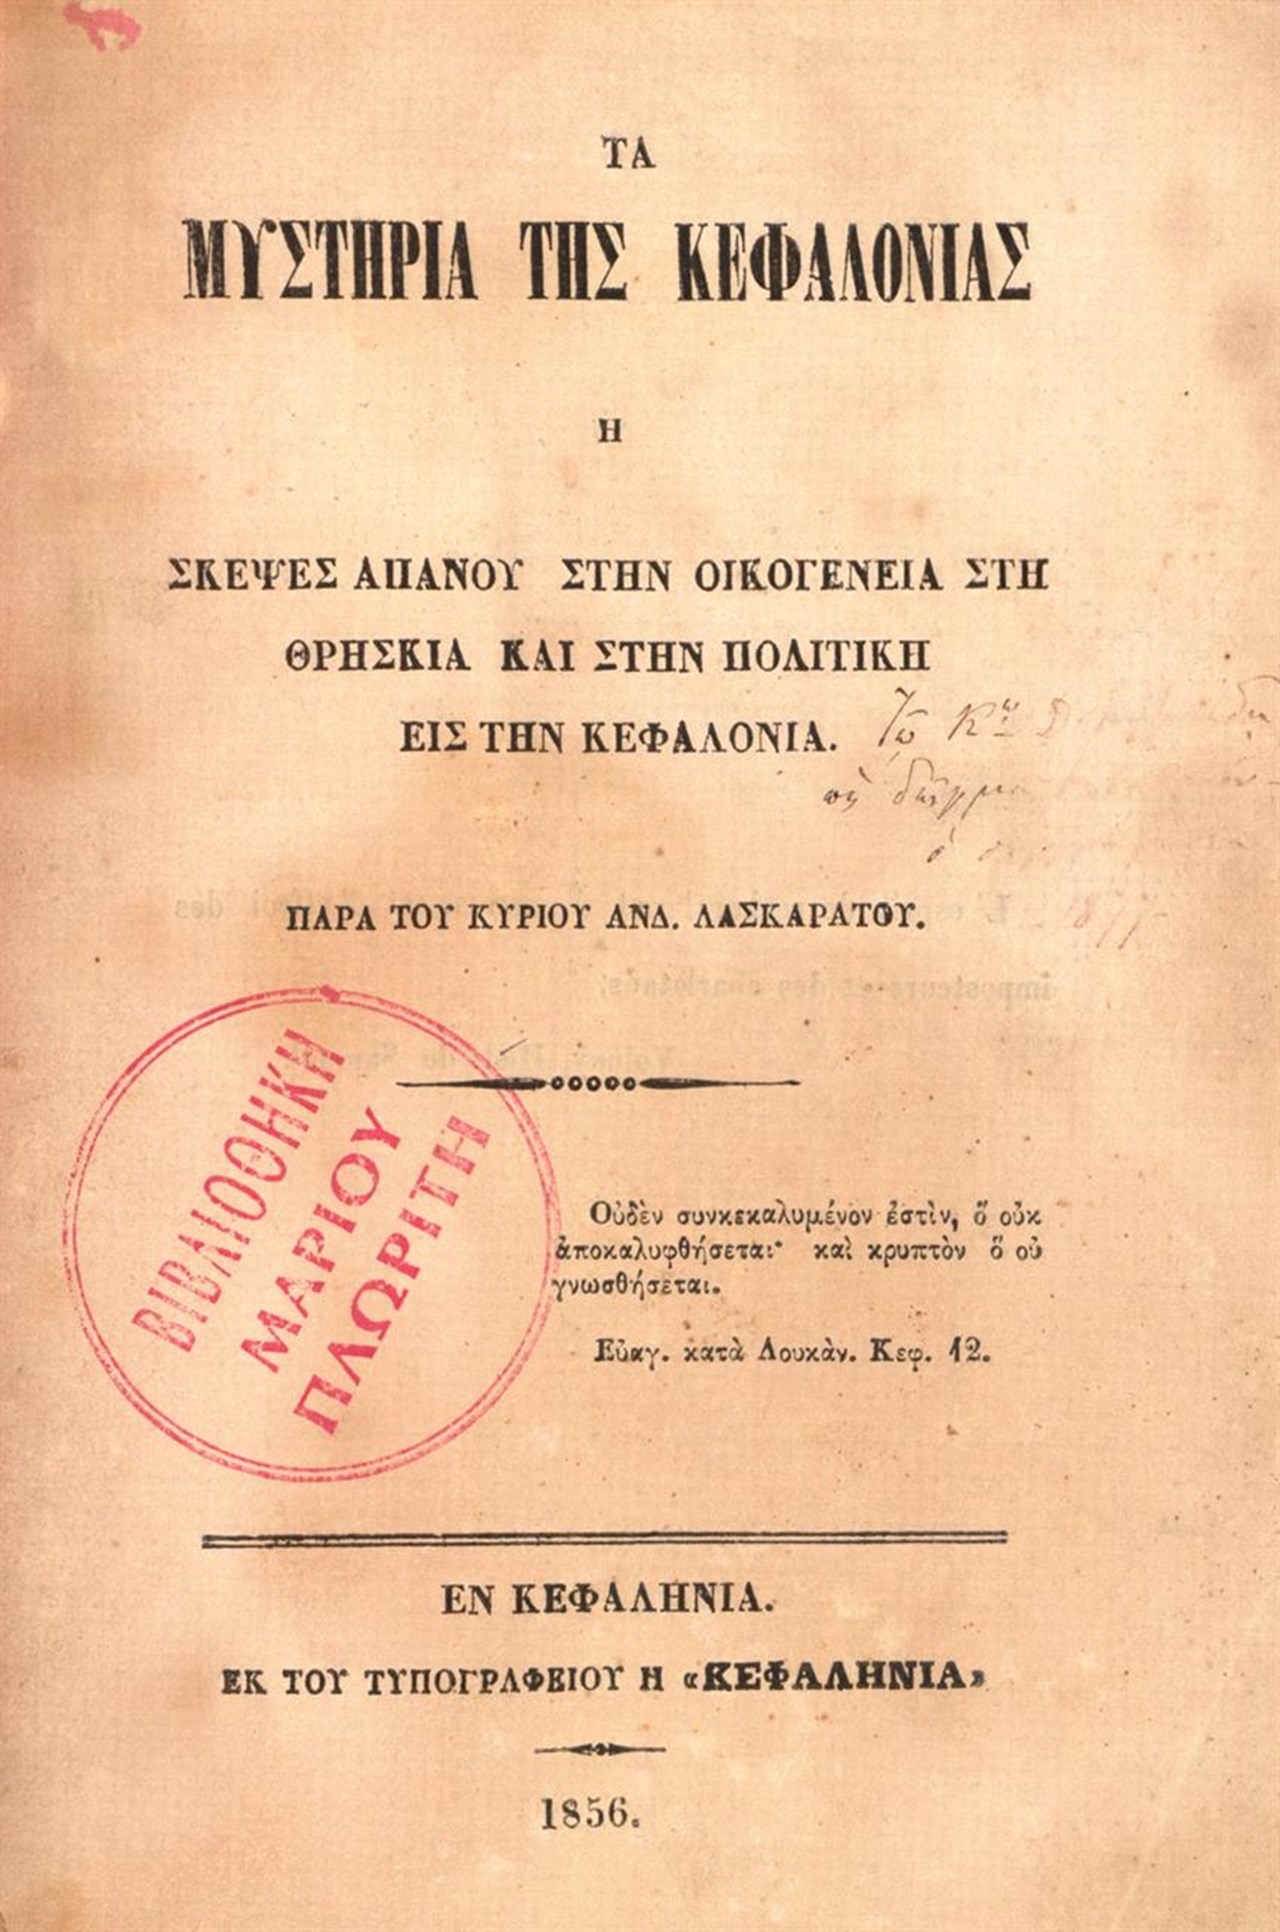 ΤΑ
ΜΥΣΤΗΡΙΑ ΤΗΣ ΚΕΦΑΛΟΝΙΑΣ
Η
ΣΚΕΨΕΣ ΑΠΑΝΟΥ ΣΤΗΝ ΟΙΚΟΓΕΝΕΙΑ ΣΤΗ
ΘΡΗΣΚΙΑ ΚΑΙ ΣΤΗΝ ΠΟΛΙΤΙΚΗ
ΕΙΣ ΤΗΝ ΚΕΦΑΛΟΝΙΑ.
ΠΑΡΑ ΤΟΥ ΚΥΡΙΟΥ ΑΝΔ. ΛΑΣΚΑΡΑΤΟΥ.
ΒΙΒΛΙΟΘΗΚΗ
ΜΑΡΙΟΥ
ΠΛΩΡΙΤΗ
Οὐδὲν συνκεκαλυμένον ἐστὶν, ὃ οὐκ
ἀποκαλυφθήσεται· καὶ κρυπτὸν ὃ οὐ
γνωσθήσεται.
Εὐαγ. κατὰ Λουκὰν. Κεφ. 12.
ΕΝ ΚΕΦΑΛΗΝΙΑ.
ΕΚ ΤΟΥ ΤΥΠΟΓΡΑΦΕΙΟΥ Η «ΚΕΦΑΛΗΝΙΑ»
1856.